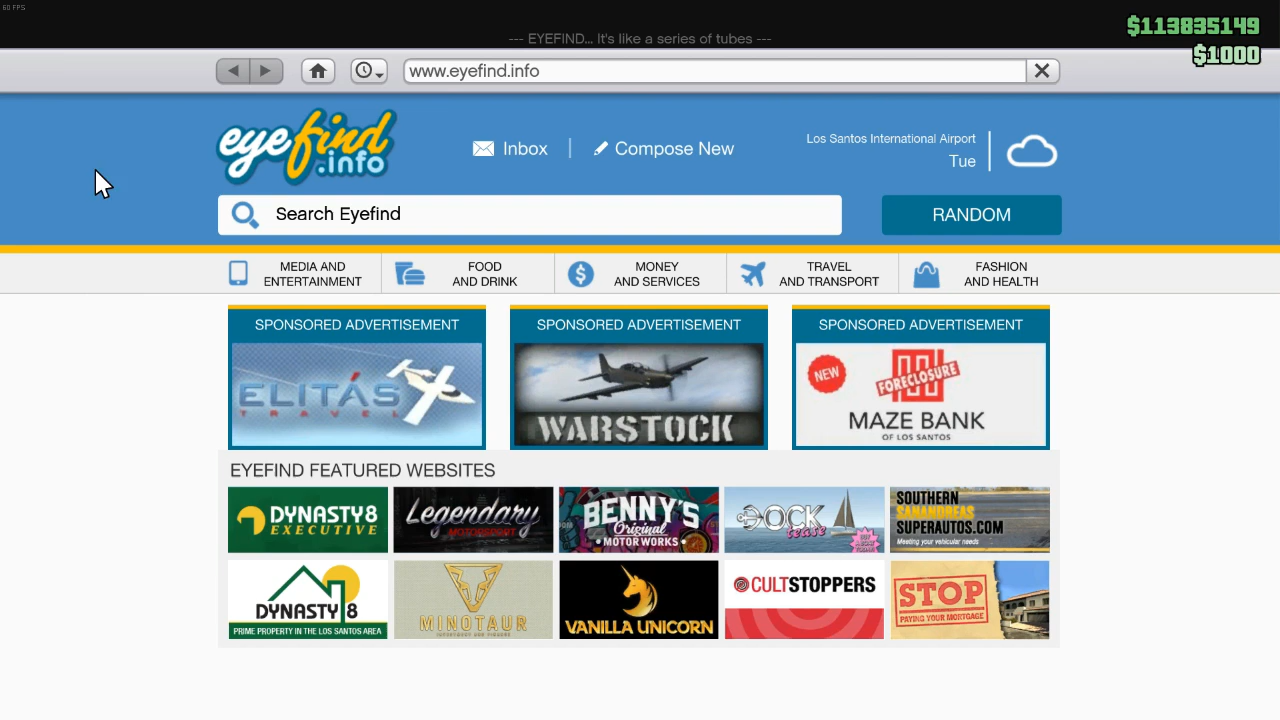 60 FPS
$113835149
--- EYEFIND... It's like a series of tubes ---
$1000
www.eyefind.info
eyefind
.info
Inbox
Compose New
Los Santos International Airport
Tue
Search Eyefind
RANDOM
MEDIA AND
ENTERTAINMENT
FOOD
AND DRINK
MONEY
AND SERVICES
TRAVEL
AND TRANSPORT
FASHION
AND HEALTH
SPONSORED ADVERTISEMENT
ELITÁS
TRAVEL
SPONSORED ADVERTISEMENT
WARSTOCK
SPONSORED ADVERTISEMENT
NEW
FORECLOSURE
MAZE BANK
OF LOS SANTOS
EYEFIND FEATURED WEBSITES
DYNASTY 8
EXECUTIVE
Legendary
MOTORSPORT
BENNY'S
Original
MOTOR WORKS
DOCK
tease
SOUTHERN
SAN ANDREAS
SUPERAUTOS.COM
Meeting your vehicular needs
DYNASTY 8
PRIME PROPERTY IN THE LOS SANTOS AREA
MINOTAUR
VANILLA UNICORN
CULTSTOPPERS
STOP
PAYING YOUR MORTGAGE